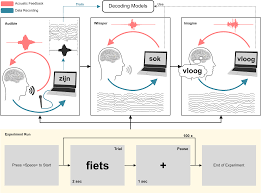 Acoustic Feedback
Data Recording
Train
Decoding Models
Use
Audible
Whisper
Imagine
zijn
sok
vloog
vloog
Experiment Run
100 x
Trial
Pause
Press <Space> to Start
fiets
+
End of Experiment
2 sec
1 sec